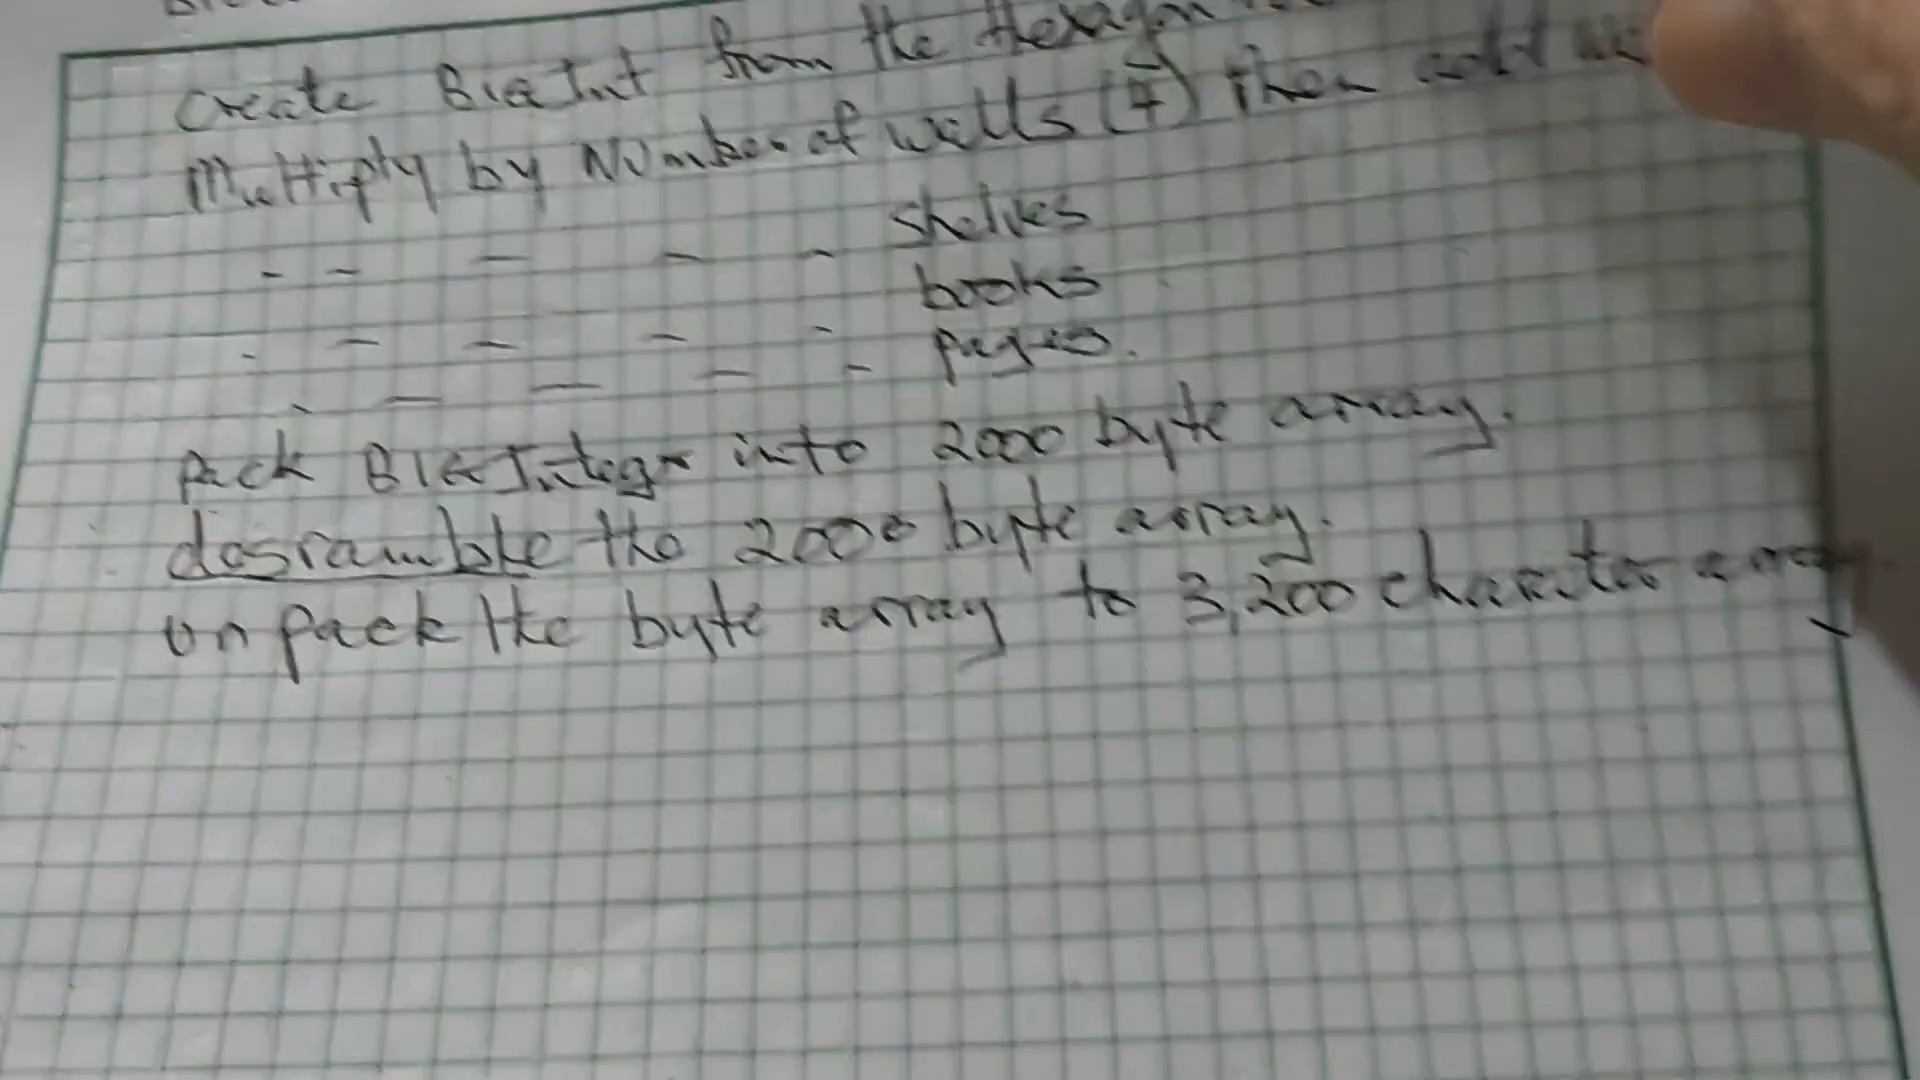 Create BIGInt from the Hexagon
Multiply by Number of walls (4) Then add
- - - - - shelves
books
- - - - - pages.
- - - - -
Pack BIGInteger into 2000 byte array.
desramble the 2000 byte array.
unpack the byte array to 3,200 character array